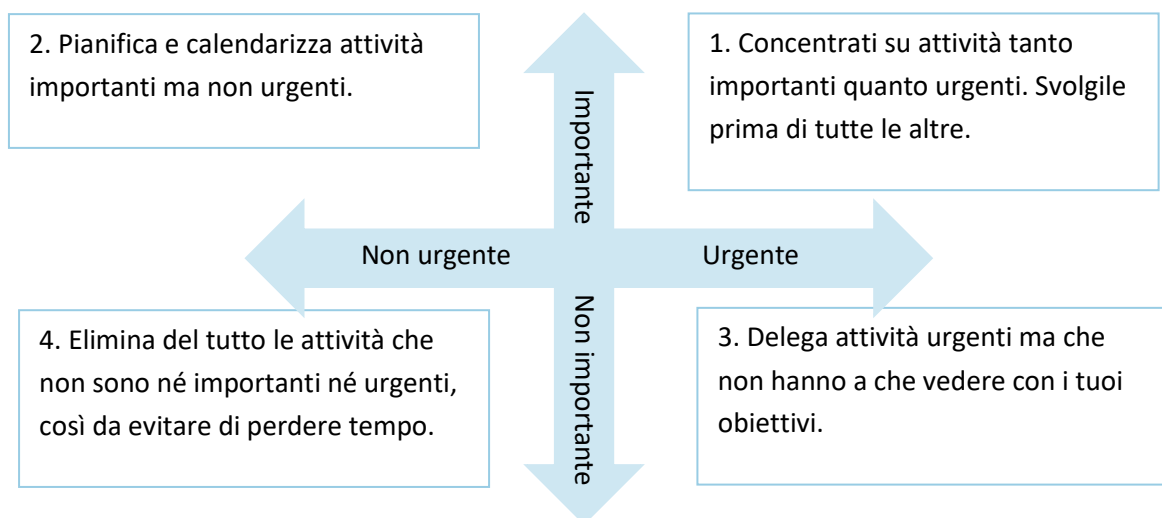 2. Pianifica e calendarizza attività
importanti ma non urgenti.
1. Concentrati su attività tanto
importanti quanto urgenti. Svolgile
prima di tutte le altre.
Importante
Non urgente
Urgente
Non importante
4. Elimina del tutto le attività che
non sono né importanti né urgenti,
così da evitare di perdere tempo.
3. Delega attività urgenti ma che
non hanno a che vedere con i tuoi
obiettivi.